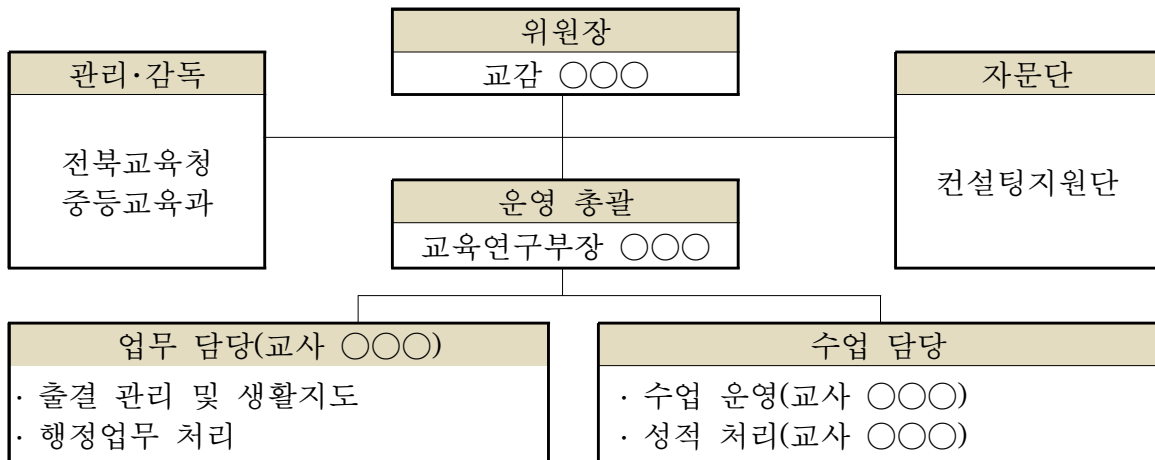 위원장
교감 ○○○
관리·감독
전북교육청
중등교육과
자문단
컨설팅지원단
운영 총괄
교육연구부장 ○○○
업무 담당(교사 ○○○)
· 출결 관리 및 생활지도
· 행정업무 처리
수업 담당
· 수업 운영(교사 ○○○)
· 성적 처리(교사 ○○○)